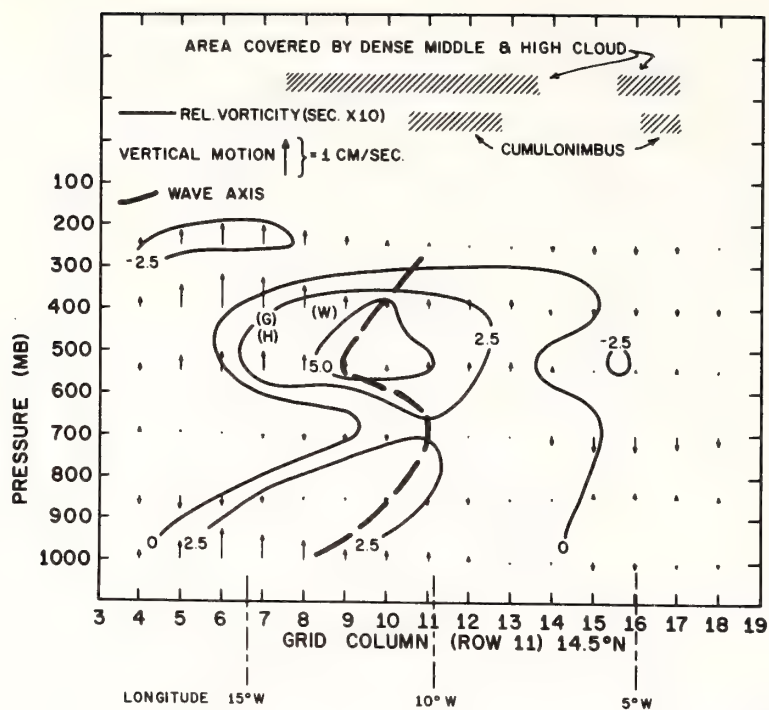 AREA COVERED BY DENSE MIDDLE & HIGH CLOUD
REL. VORTICITY (SEC. X10)
VERTICAL MOTION } = 1 CM/SEC.
CUMULONIMBUS
WAVE AXIS
PRESSURE (MB)
100
200
300
400
500
600
700
800
900
1000
-2.5
(G)
(H)
(W)
5.0
2.5
-2.5
0
2.5
2.5
0
3 4 5 6 7 8 9 10 11 12 13 14 15 16 17 18 19
GRID COLUMN (ROW 11) 14.5°N
LONGITUDE 15°W 10°W 5°W